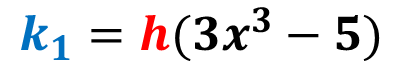 k₁ = h(3x³ − 5)